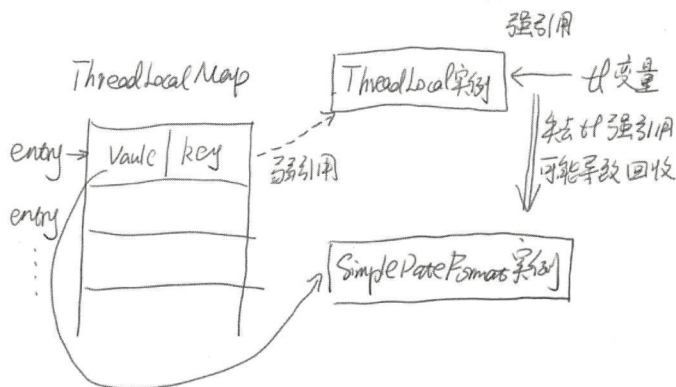 强引用
ThreadLocalMap
ThreadLocal实例
tl变量
entry
vaule
key
弱引用
失去tl强引用
可能导致回收
entry
SimpleDateFormat实例